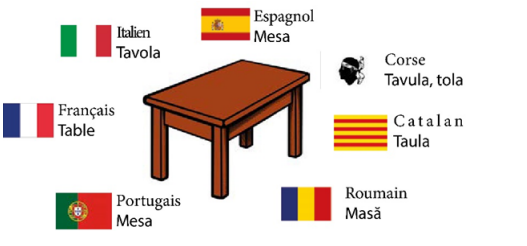 Italien
Tavola
Espagnol
Mesa
Corse
Tavula, tola
Français
Table
Catalan
Taula
Portugais
Mesa
Roumain
Masă